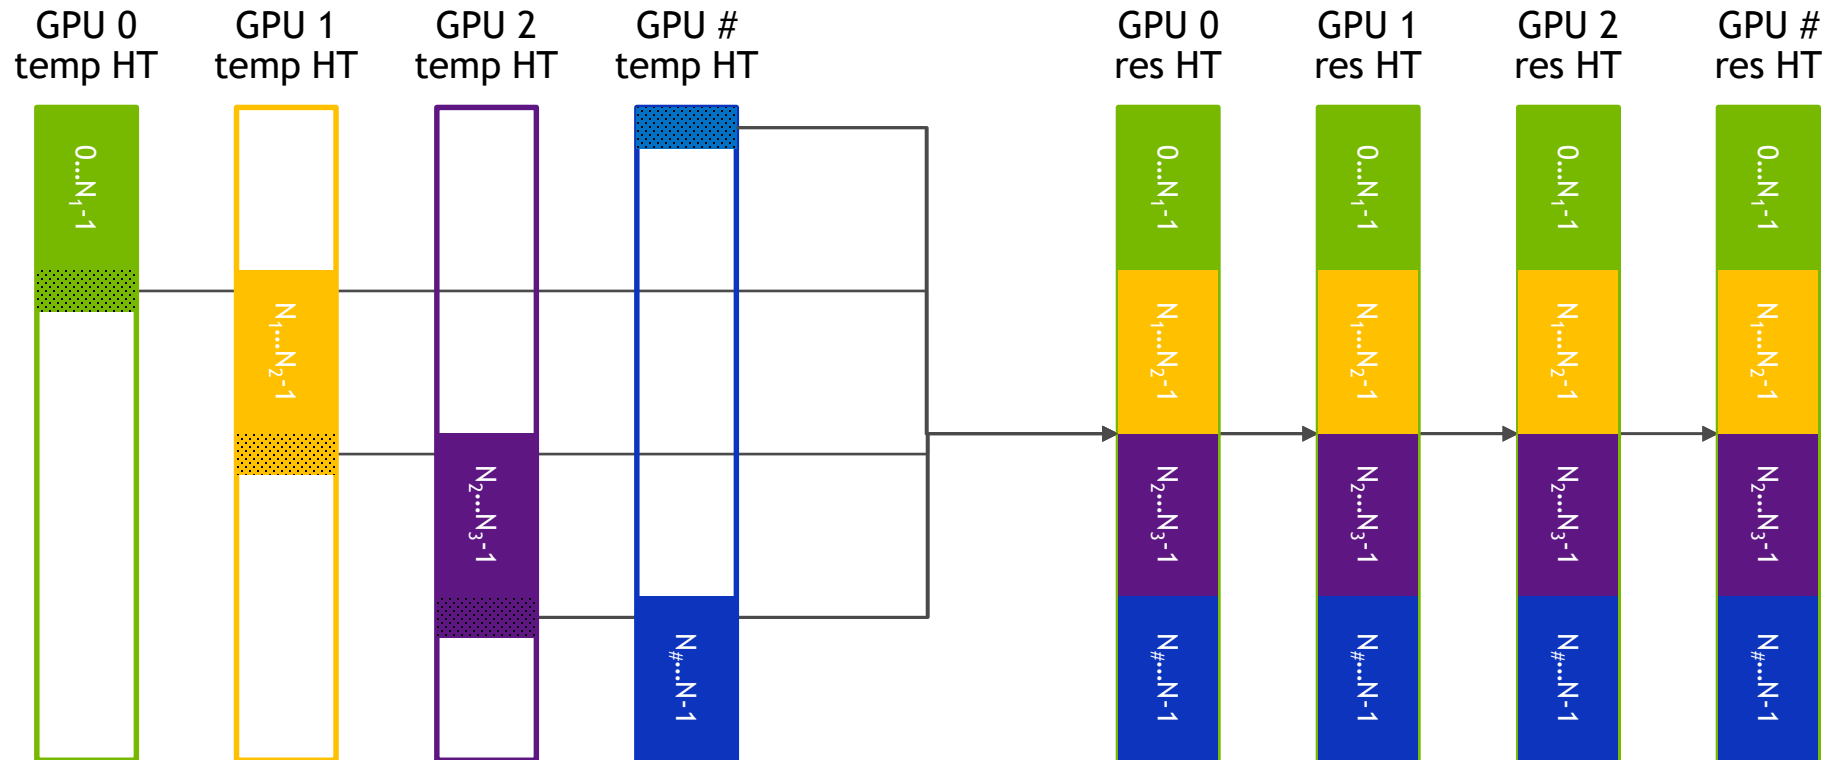 GPU 0
temp HT
GPU 1
temp HT
GPU 2
temp HT
GPU #
temp HT
GPU 0
res HT
GPU 1
res HT
GPU 2
res HT
GPU #
res HT
0...N₁-1
N₁...N₂-1
N₂...N₃-1
N#...N-1
0...N₁-1
N₁...N₂-1
N₂...N₃-1
N#...N-1
0...N₁-1
N₁...N₂-1
N₂...N₃-1
N#...N-1
0...N₁-1
N₁...N₂-1
N₂...N₃-1
N#...N-1
0...N₁-1
N₁...N₂-1
N₂...N₃-1
N#...N-1